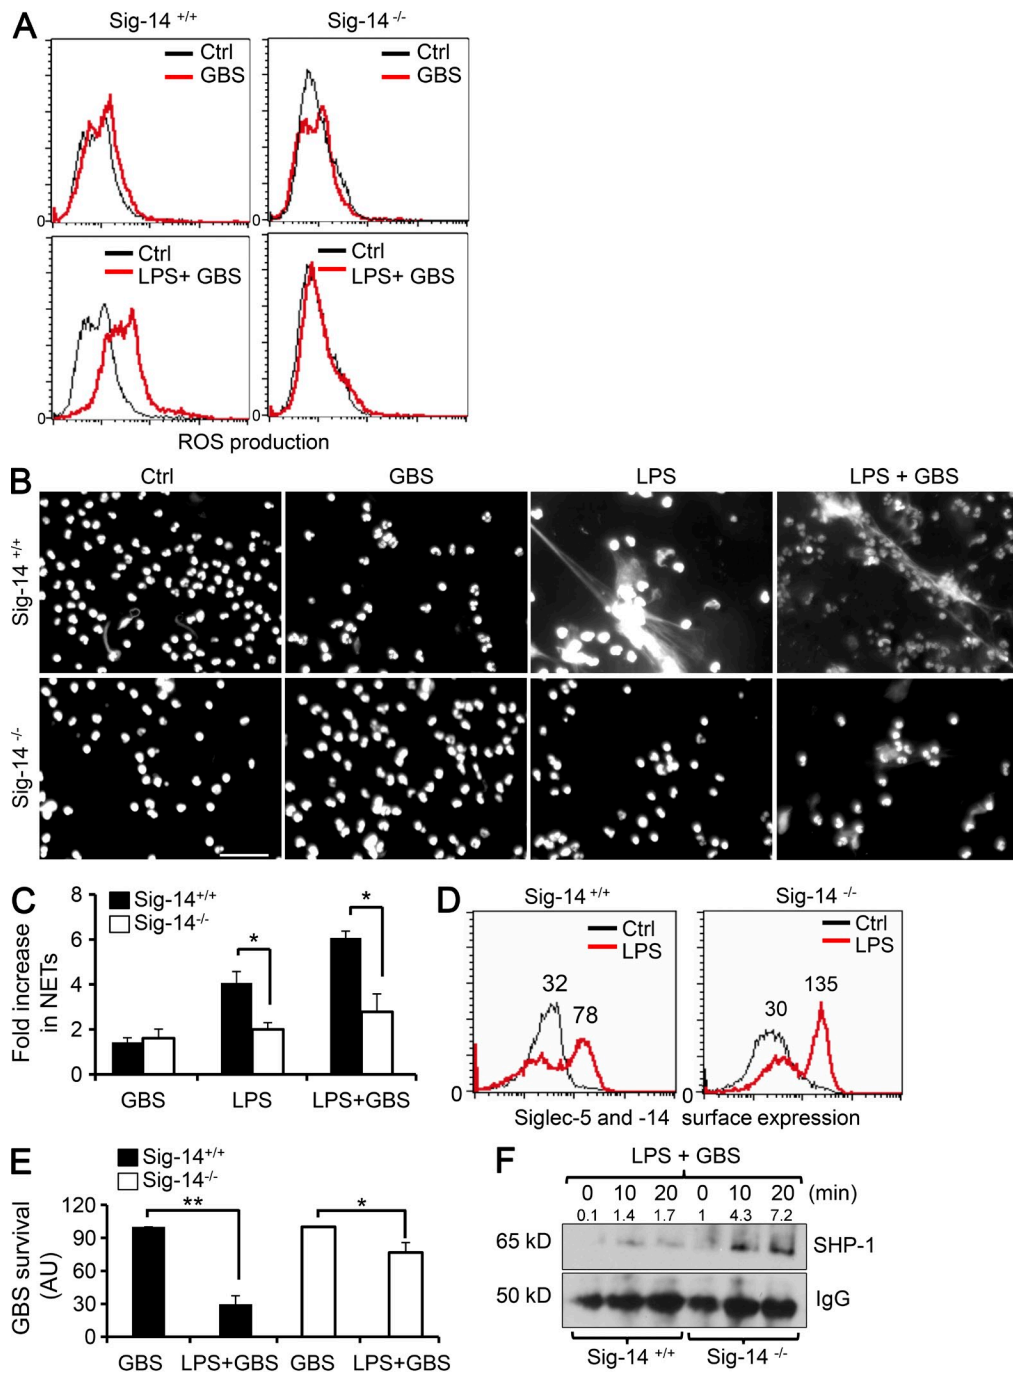 A
Sig-14 +/+
Sig-14 -/-
Ctrl
GBS
Ctrl
GBS
0
0
Ctrl
LPS+ GBS
Ctrl
LPS+ GBS
0
0
ROS production
B
Ctrl
GBS
LPS
LPS + GBS
Sig-14 +/+
Sig-14 -/-
C
Sig-14+/+
Sig-14-/-
Fold increase
in NETs
8
6
4
2
0
*
*
GBS
LPS
LPS+GBS
D
Sig-14 +/+
Sig-14 -/-
Ctrl
LPS
32
78
0
Ctrl
LPS
30
135
0
Siglec-5 and -14 surface expression
E
Sig-14+/+
Sig-14-/-
GBS survival
(AU)
120
90
60
30
0
**
*
GBS
LPS+GBS
GBS
LPS+GBS
F
LPS + GBS
0 10 20 0 10 20 (min)
0.1 1.4 1.7 1 4.3 7.2
65 kD
SHP-1
50 kD
IgG
Sig-14 +/+
Sig-14 -/-